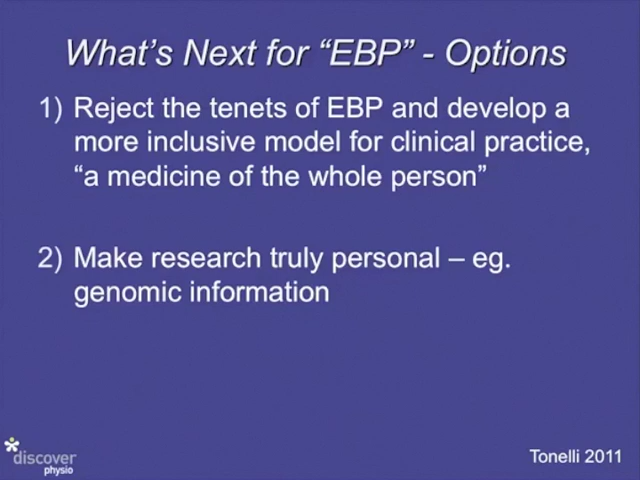 What's Next for “EBP” - Options
1) Reject the tenets of EBP and develop a
more inclusive model for clinical practice,
“a medicine of the whole person”
2) Make research truly personal – eg.
genomic information
discover
physio
Tonelli 2011